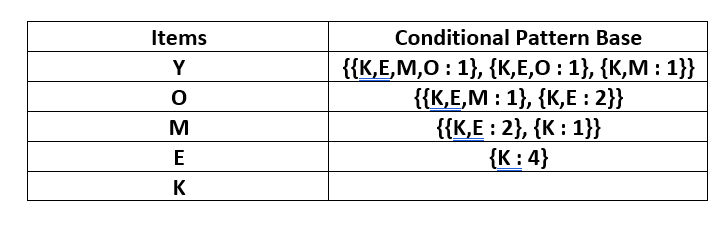 Items Conditional Pattern Base
Y {{K,E,M,O : 1}, {K,E,O : 1}, {K,M : 1}}
O {{K,E,M : 1}, {K,E : 2}}
M {{K,E : 2}, {K : 1}}
E {K : 4}
K